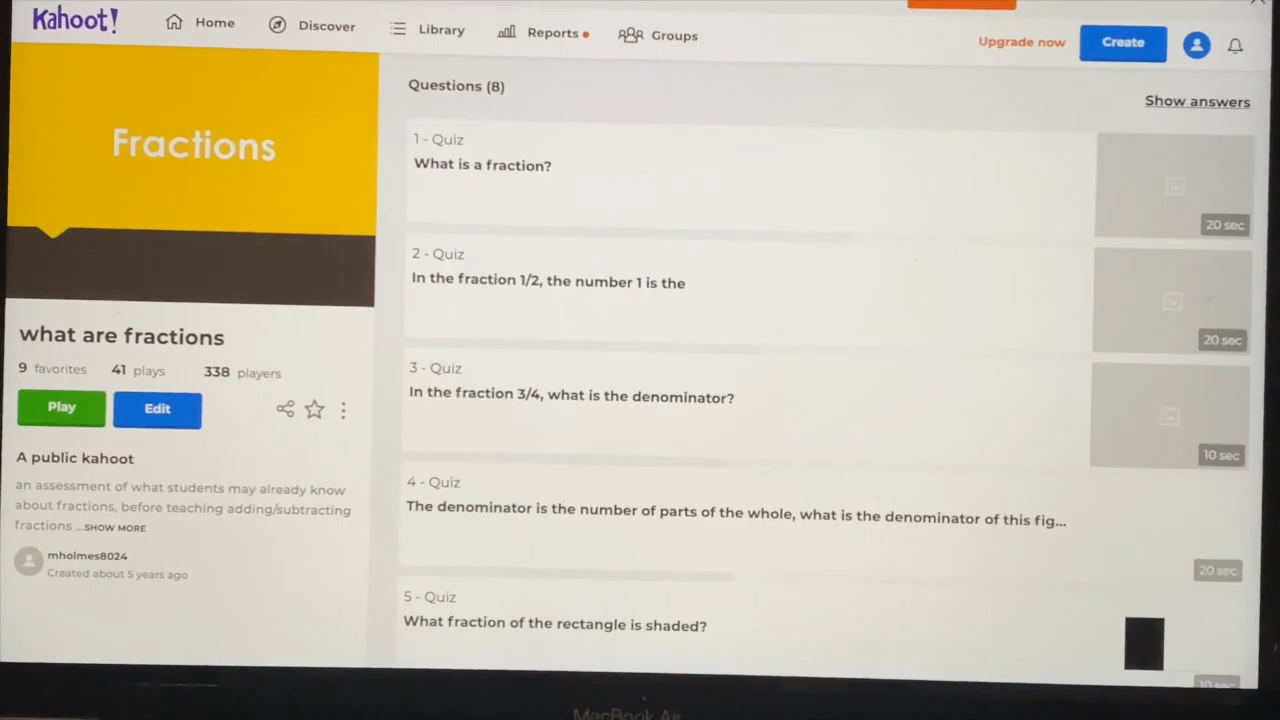 Kahoot!
Home
Discover
Library
Reports
Groups
Upgrade now
Create
Fractions
what are fractions
9 favorites 41 plays 338 players
Play
Edit
A public kahoot
an assessment of what students may already know
about fractions, before teaching adding/subtracting
fractions ...SHOW MORE
mholmes8024
Created about 5 years ago
Questions (8)
Show answers
1 - Quiz
What is a fraction?
20 sec
2 - Quiz
In the fraction 1/2, the number 1 is the
20 sec
3 - Quiz
In the fraction 3/4, what is the denominator?
10 sec
4 - Quiz
The denominator is the number of parts of the whole, what is the denominator of this fig...
20 sec
5 - Quiz
What fraction of the rectangle is shaded?
10 sec
MacBook Air